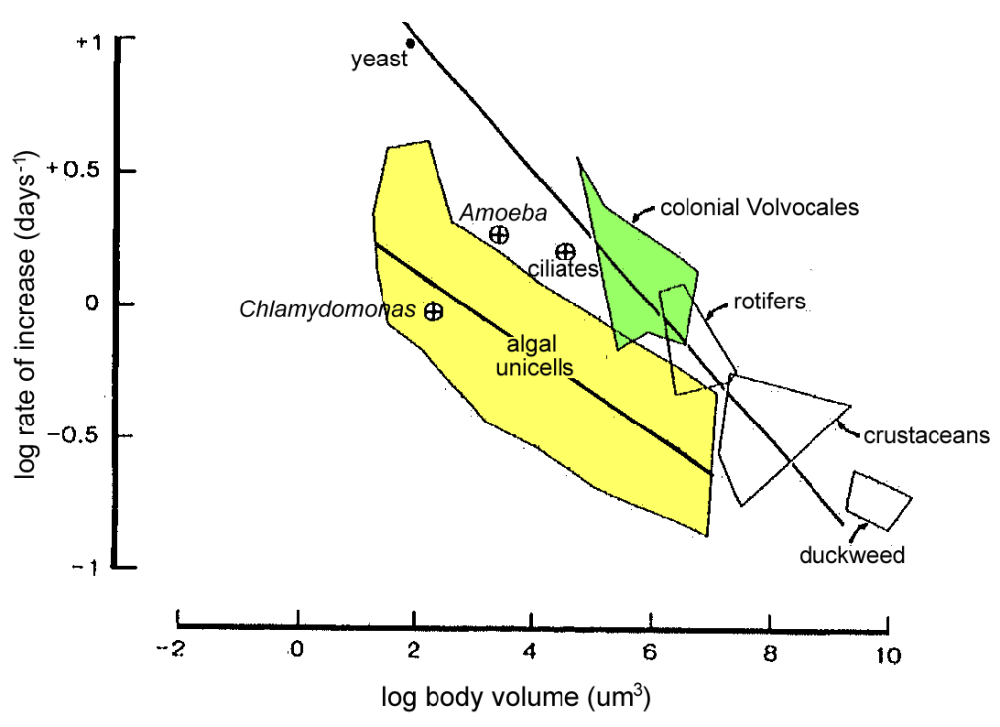 +1
yeast
+0.5
colonial Volvocales
Amoeba
ciliates
rotifers
0
Chlamydomonas
algal
unicells
−0.5
crustaceans
duckweed
−1
log rate of increase (days⁻¹)
−2 0 2 4 6 8 10
log body volume (um³)